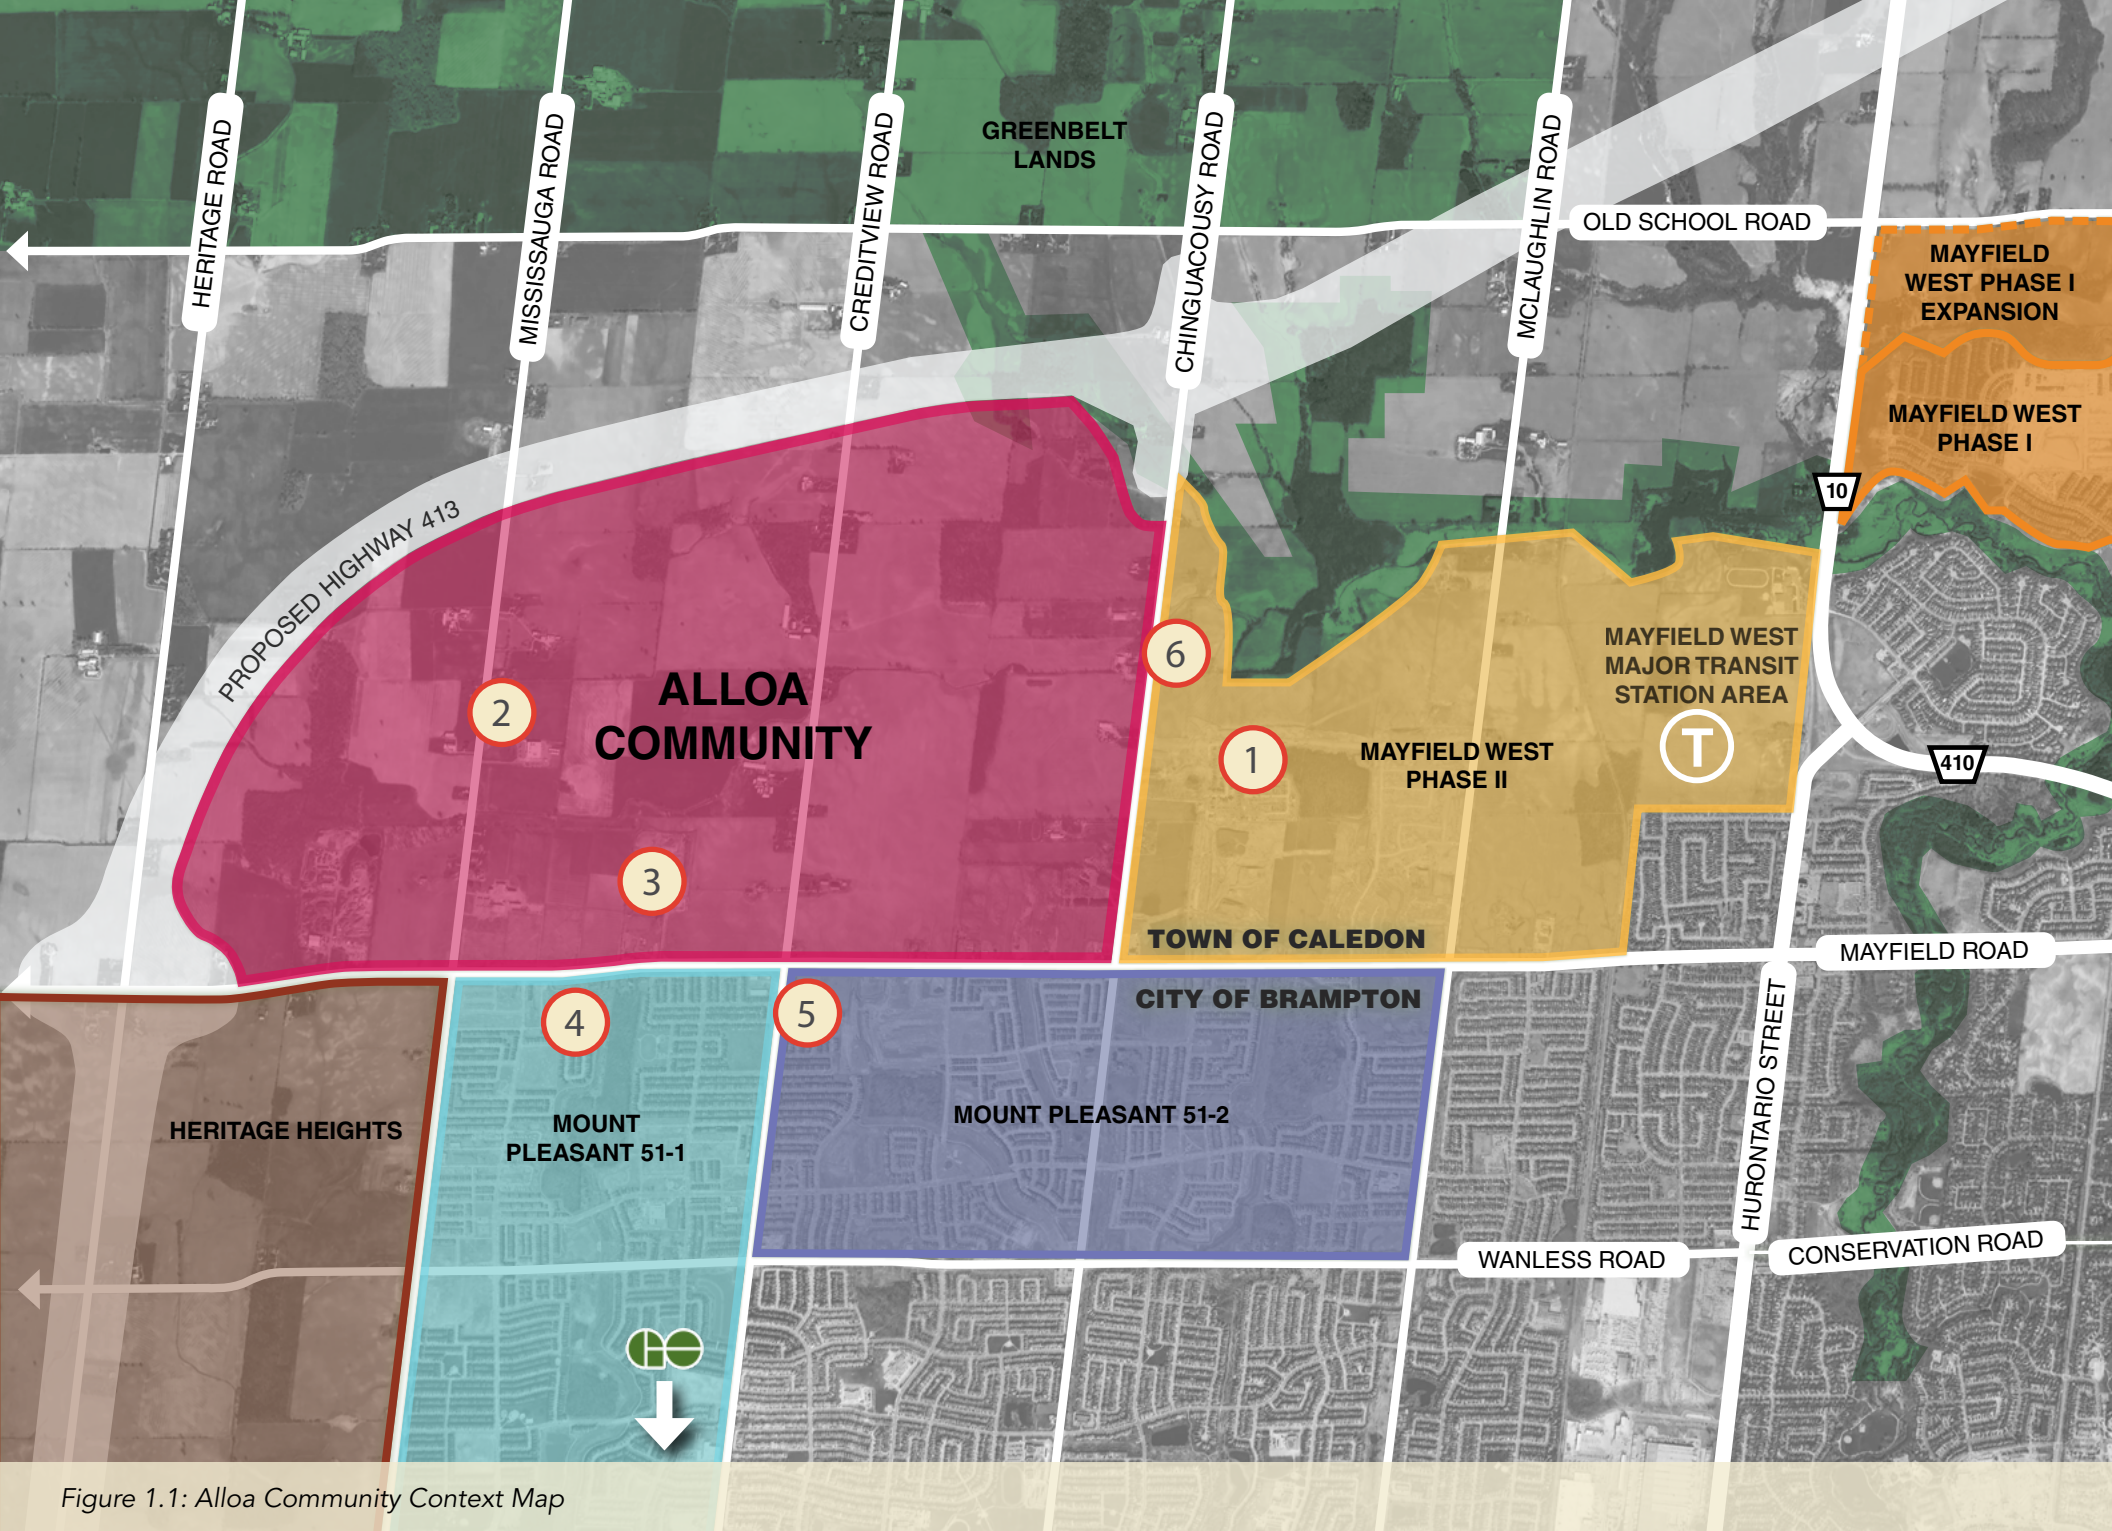 GREENBELT
LANDS
HERITAGE ROAD
MISSISSAUGA ROAD
CREDITVIEW ROAD
CHINGUACOUSY ROAD
MCLAUGHLIN ROAD
OLD SCHOOL ROAD
MAYFIELD
WEST PHASE I
EXPANSION
MAYFIELD WEST
PHASE I
10
PROPOSED HIGHWAY 413
6
MAYFIELD WEST
MAJOR TRANSIT
STATION AREA
T
2
ALLOA
COMMUNITY
1
MAYFIELD WEST
PHASE II
410
3
TOWN OF CALEDON
MAYFIELD ROAD
4
5
CITY OF BRAMPTON
HURONTARIO STREET
HERITAGE HEIGHTS
MOUNT
PLEASANT 51-1
MOUNT PLEASANT 51-2
WANLESS ROAD
CONSERVATION ROAD
GO
Figure 1.1: Alloa Community Context Map